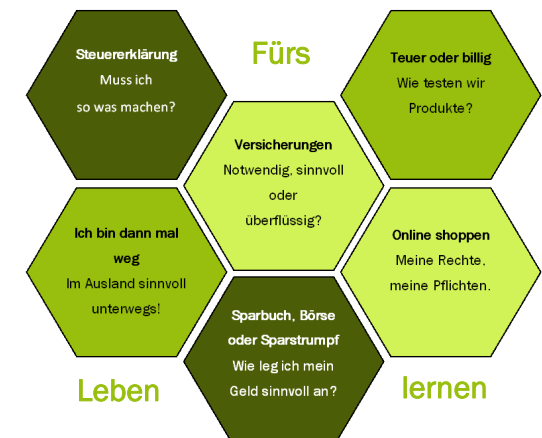 Steuererklärung
Muss ich
so was machen?
Fürs
Teuer oder billig
Wie testen wir
Produkte?
Versicherungen
Notwendig, sinnvoll
oder
überflüssig?
Ich bin dann mal
weg
Im Ausland sinnvoll
unterwegs!
Online shoppen
Meine Rechte,
meine Pflichten.
Sparbuch, Börse
oder Sparstrumpf
Wie leg ich mein
Geld sinnvoll an?
Leben
lernen